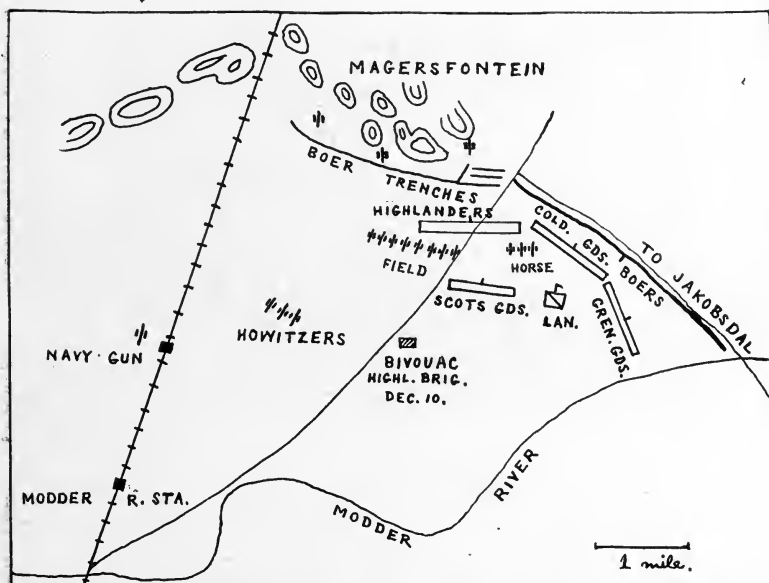 MAGERSFONTEIN
BOER TRENCHES
HIGHLANDERS
COLD. GDS.
BOERS
TO JAKOBSDAL
FIELD
HORSE
SCOTS GDS.
LAN.
GREN. GDS.
HOWITZERS
NAVY · GUN
BIVOUAC
HIGHL. BRIG.
DEC. 10.
MODDER R. STA.
MODDER RIVER
1 mile.